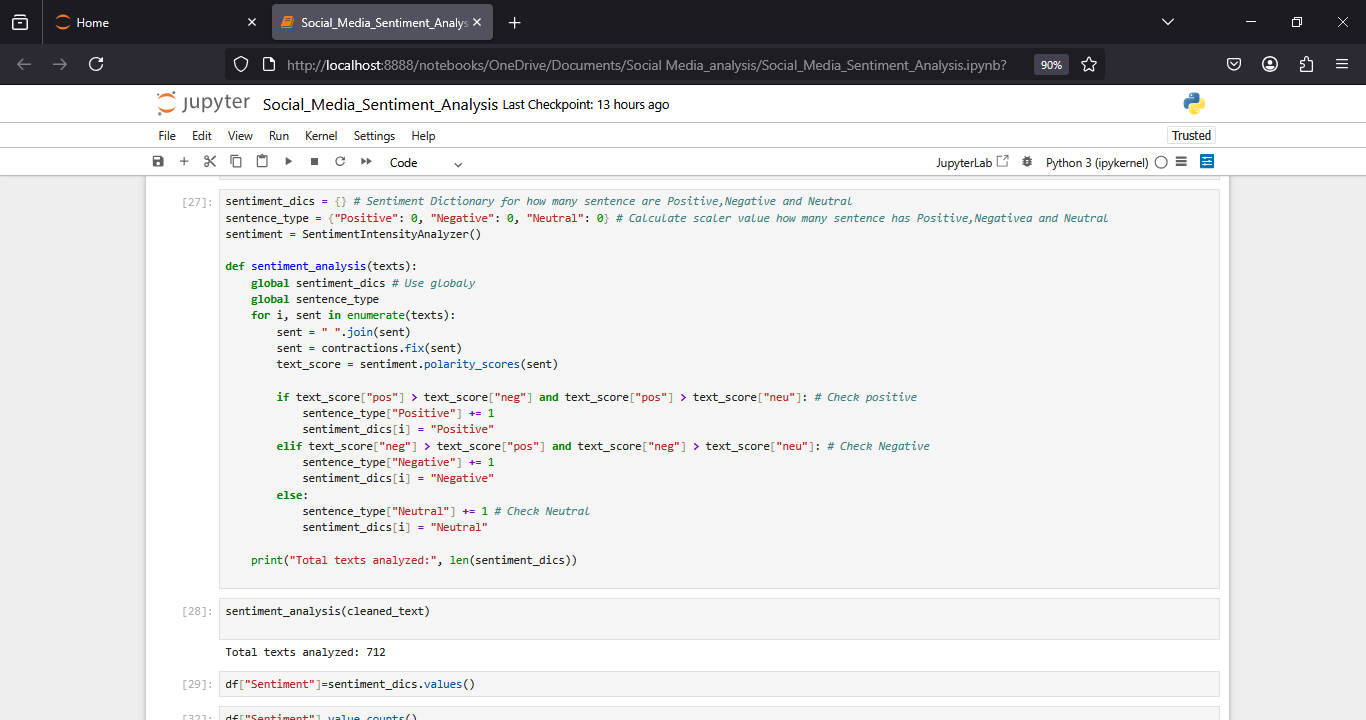 Home
Social_Media_Sentiment_Analys
http://localhost:8888/notebooks/OneDrive/Documents/Social Media_analysis/Social_Media_Sentiment_Analysis.ipynb?
90%
jupyter Social_Media_Sentiment_Analysis Last Checkpoint: 13 hours ago
File Edit View Run Kernel Settings Help
Trusted
Code
JupyterLab
Python 3 (ipykernel)
[27]:
sentiment_dics = {} # Sentiment Dictionary for how many sentence are Positive,Negative and Neutral
sentence_type = {"Positive": 0, "Negative": 0, "Neutral": 0} # Calculate scaler value how many sentence has Positive,Negativea and Neutral
sentiment = SentimentIntensityAnalyzer()
def sentiment_analysis(texts):
    global sentiment_dics # Use globaly
    global sentence_type
    for i, sent in enumerate(texts):
        sent = " ".join(sent)
        sent = contractions.fix(sent)
        text_score = sentiment.polarity_scores(sent)
        if text_score["pos"] > text_score["neg"] and text_score["pos"] > text_score["neu"]: # Check positive
            sentence_type["Positive"] += 1
            sentiment_dics[i] = "Positive"
        elif text_score["neg"] > text_score["pos"] and text_score["neg"] > text_score["neu"]: # Check Negative
            sentence_type["Negative"] += 1
            sentiment_dics[i] = "Negative"
        else:
            sentence_type["Neutral"] += 1 # Check Neutral
            sentiment_dics[i] = "Neutral"
    print("Total texts analyzed:", len(sentiment_dics))
[28]:
sentiment_analysis(cleaned_text)
Total texts analyzed: 712
[29]:
df["Sentiment"]=sentiment_dics.values()
[32]:
df["Sentiment"].value_counts()